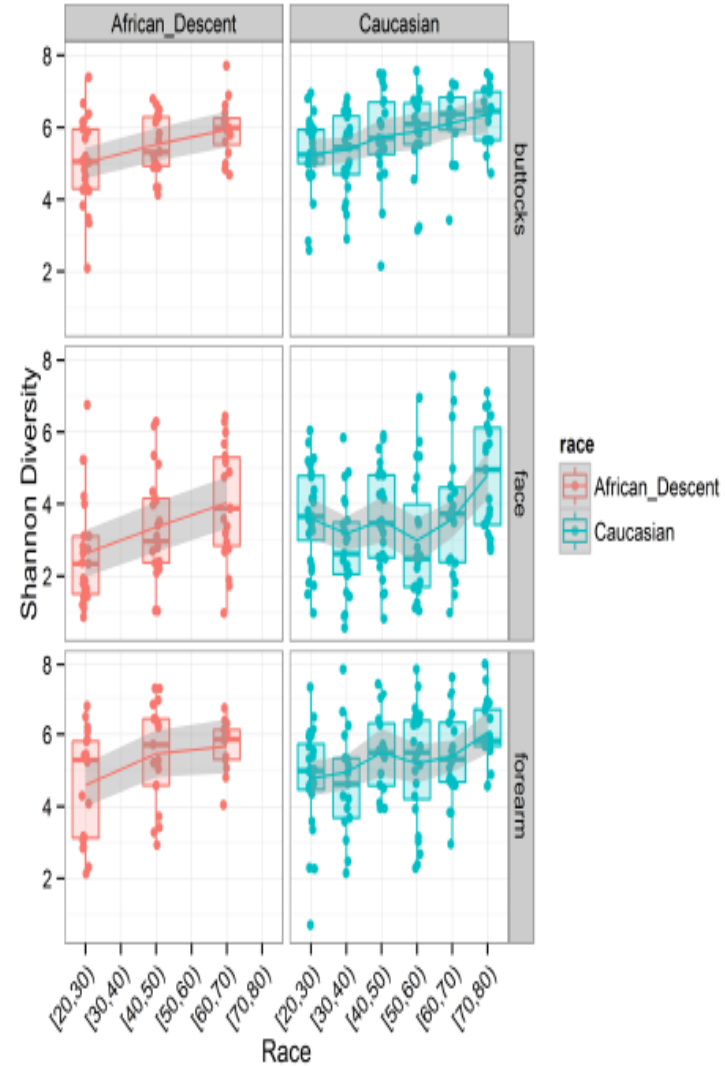 African_Descent
Caucasian
8
6
4
2
buttocks
8
6
4
2
face
Shannon Diversity
race
African_Descent
Caucasian
8
6
4
2
forearm
[20,30)
[30,40)
[40,50)
[50,60)
[60,70)
[70,80)
[20,30)
[30,40)
[40,50)
[50,60)
[60,70)
[70,80)
Race